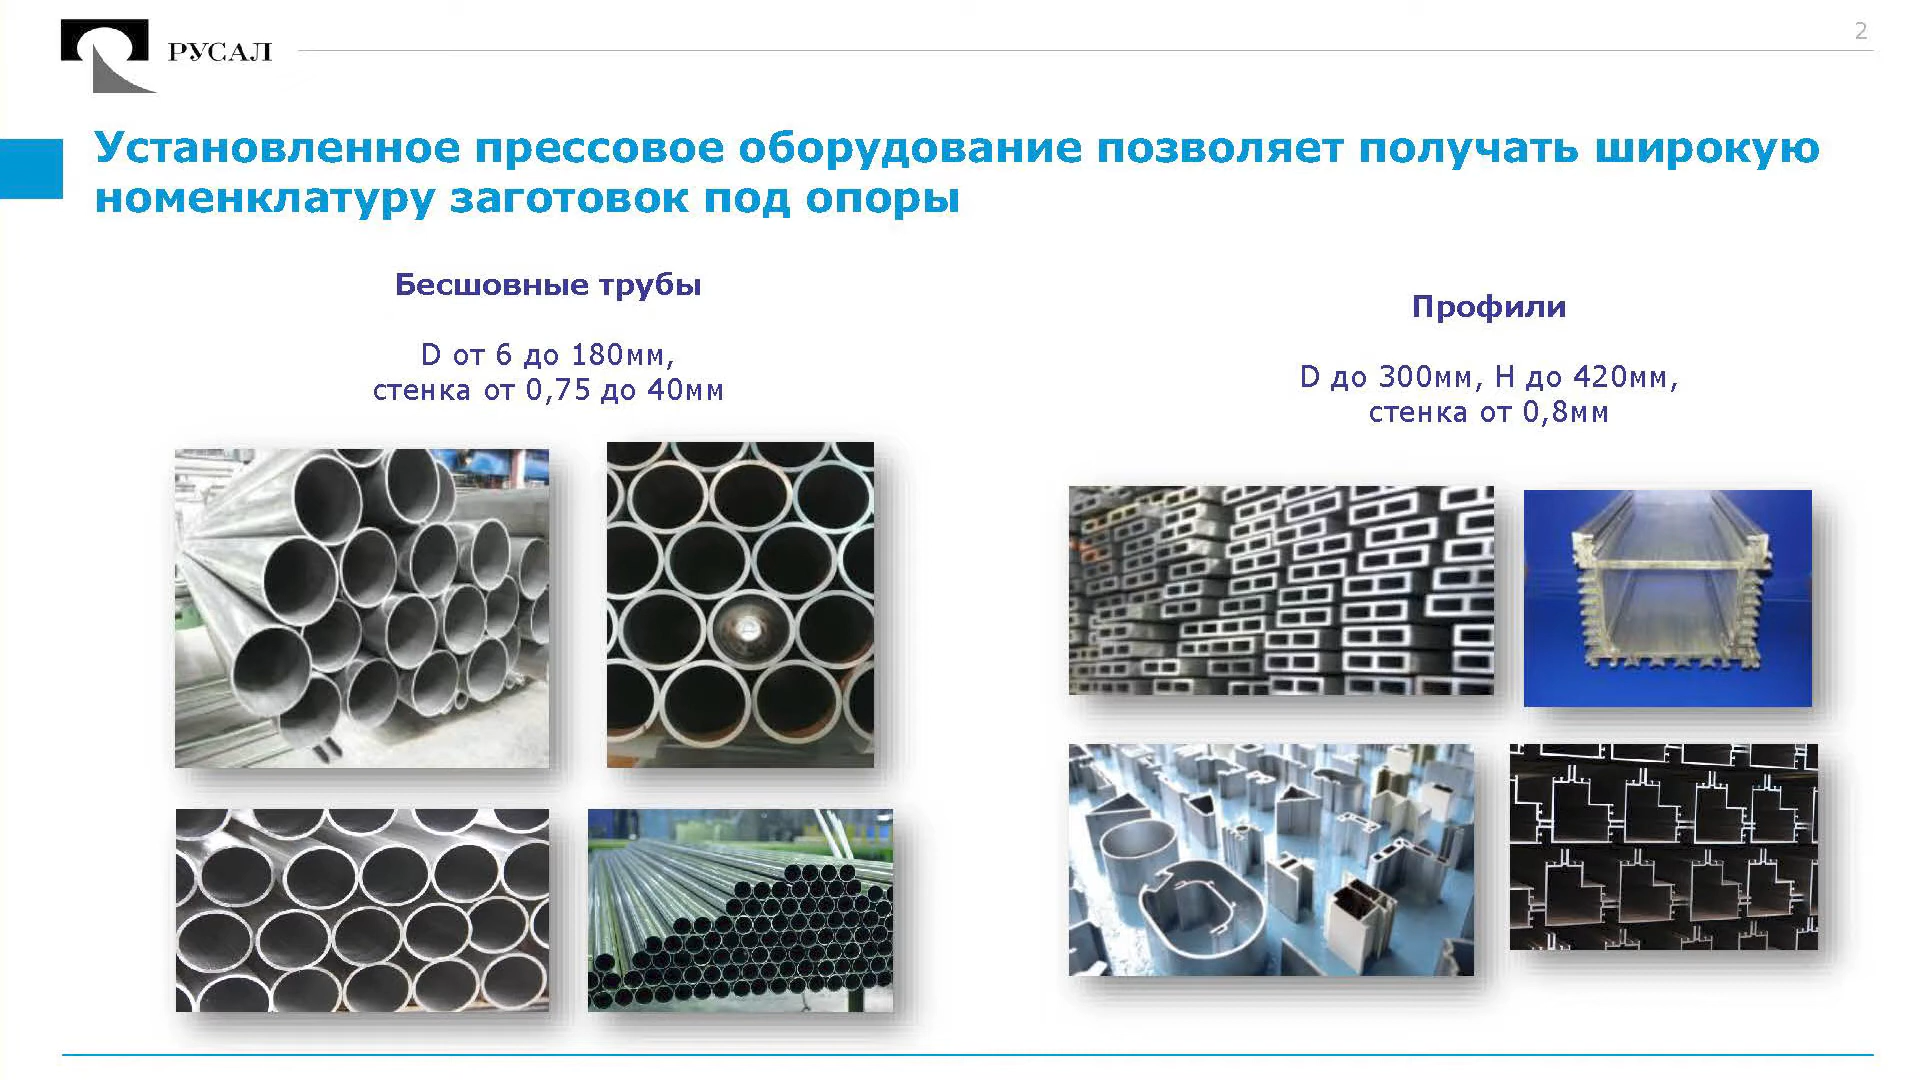 РУСАЛ
2
Установленное прессовое оборудование позволяет получать широкую
номенклатуру заготовок под опоры
Бесшовные трубы
D от 6 до 180мм,
стенка от 0,75 до 40мм
Профили
D до 300мм, H до 420мм,
стенка от 0,8мм